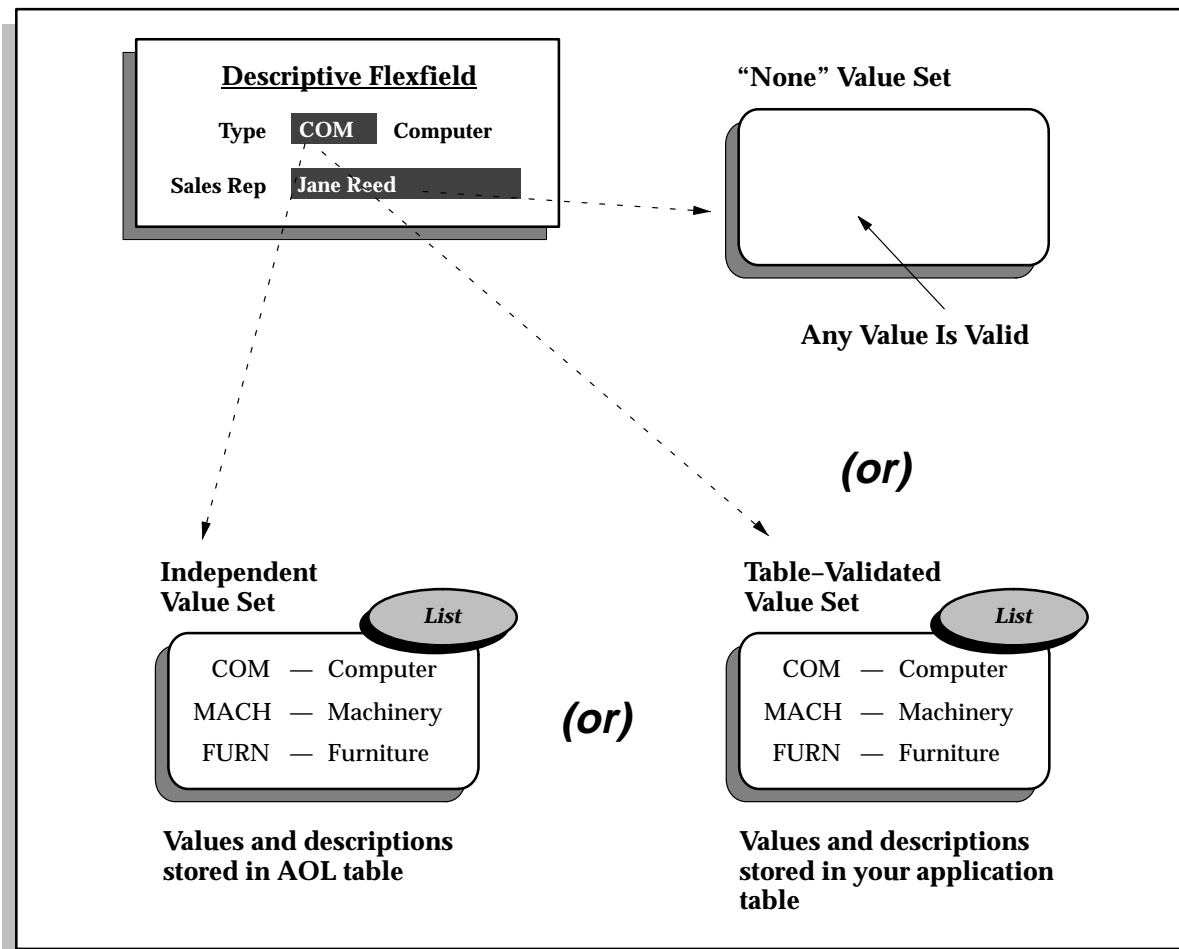 Descriptive Flexfield
Type COM Computer
Sales Rep Jane Reed
“None” Value Set
Any Value Is Valid
(or)
Independent
Value Set
List
COM — Computer
MACH — Machinery
FURN — Furniture
Values and descriptions
stored in AOL table
(or)
Table–Validated
Value Set
List
COM — Computer
MACH — Machinery
FURN — Furniture
Values and descriptions
stored in your application
table